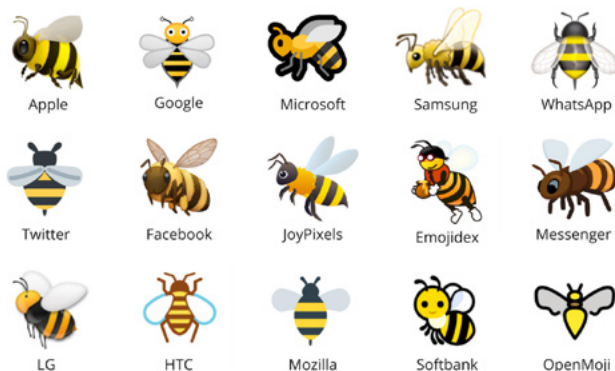 Apple Google Microsoft Samsung WhatsApp
Twitter Facebook JoyPixels Emojidex Messenger
LG HTC Mozilla Softbank OpenMoji